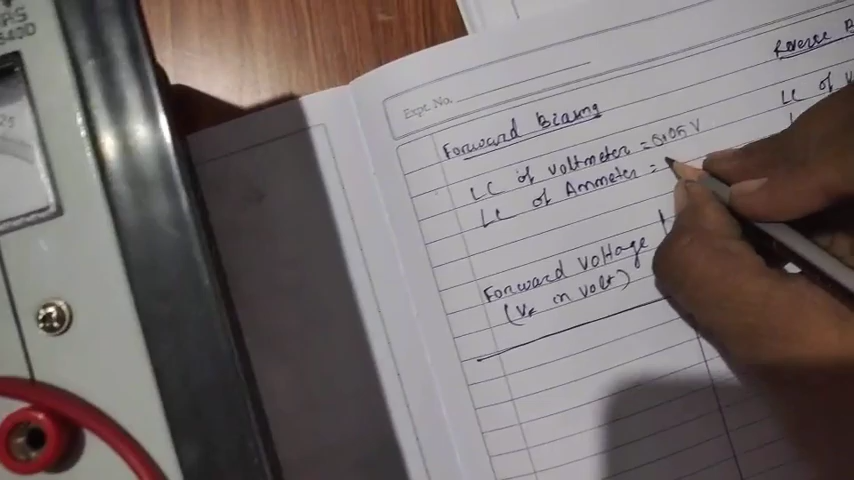 Expe No.
Reverse B
Forward Biasing
LC of
LC of voltmeter = 0.05 V
LC of Ammeter =
Forward Voltage
(VF in volt)